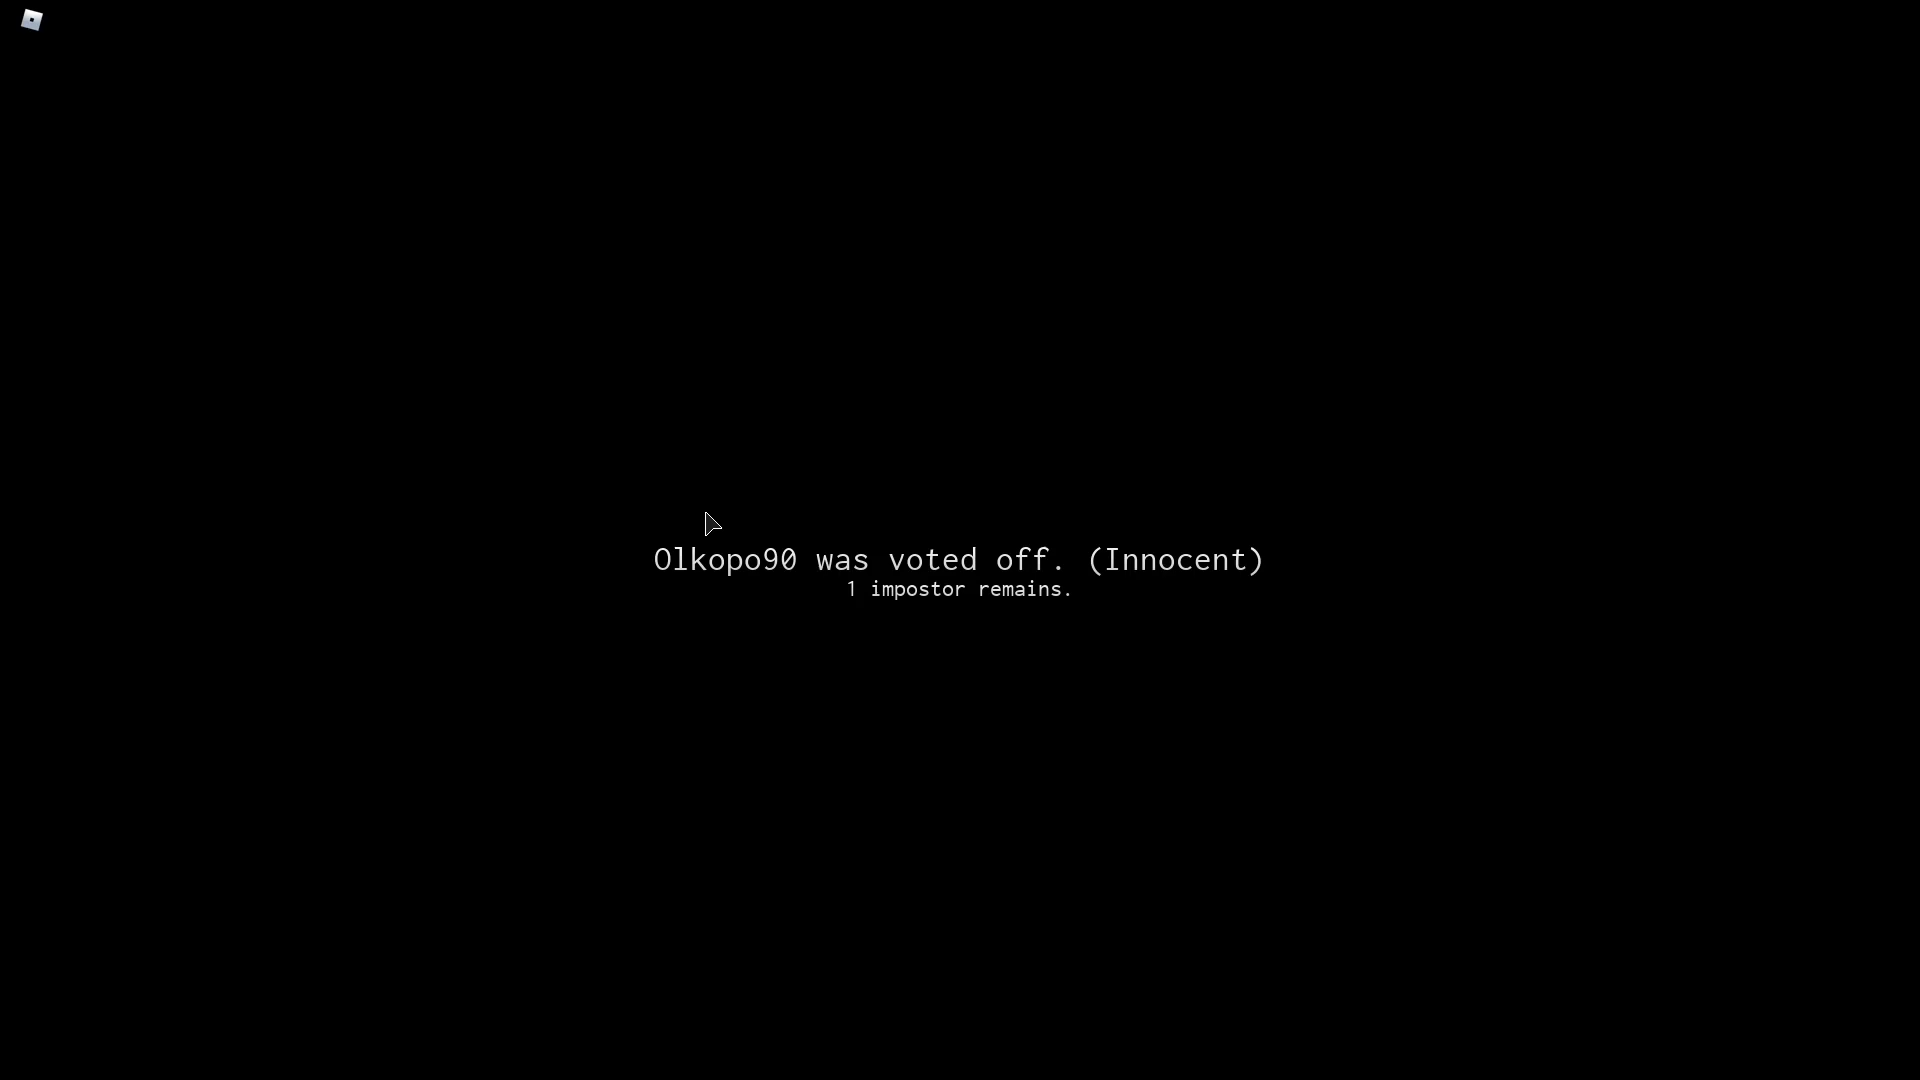 Olkopo90 was voted off. (Innocent)
1 impostor remains.